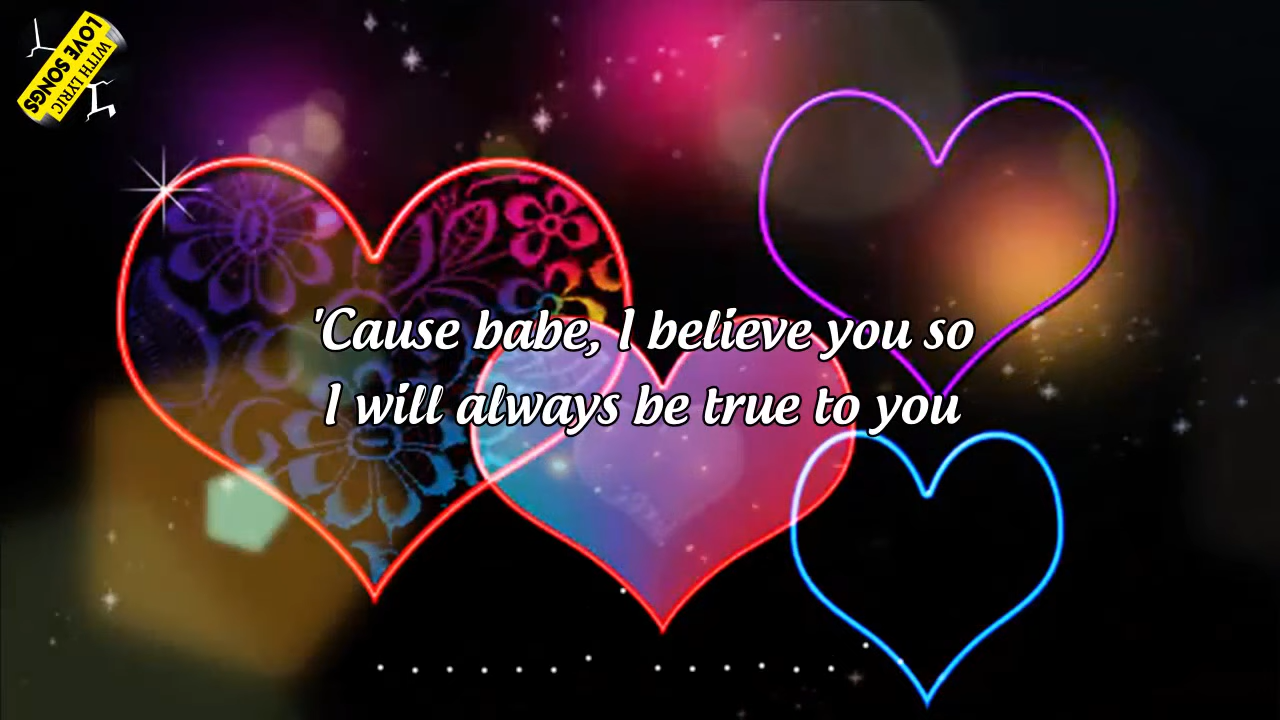 LOVE SONGS
WITH LYRIC
'Cause babe, I believe you so
I will always be true to you